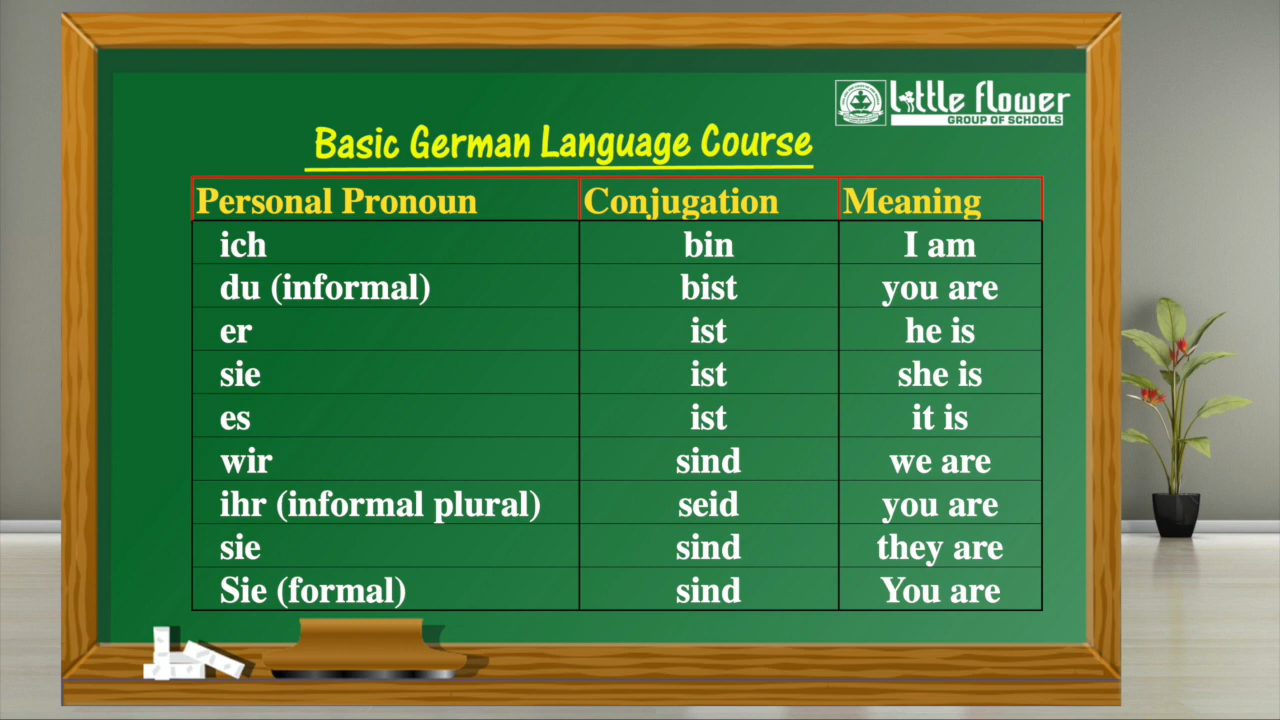 little flower
GROUP OF SCHOOLS
Basic German Language Course
Personal Pronoun Conjugation Meaning
ich bin I am
du (informal) bist you are
er ist he is
sie ist she is
es ist it is
wir sind we are
ihr (informal plural) seid you are
sie sind they are
Sie (formal) sind You are